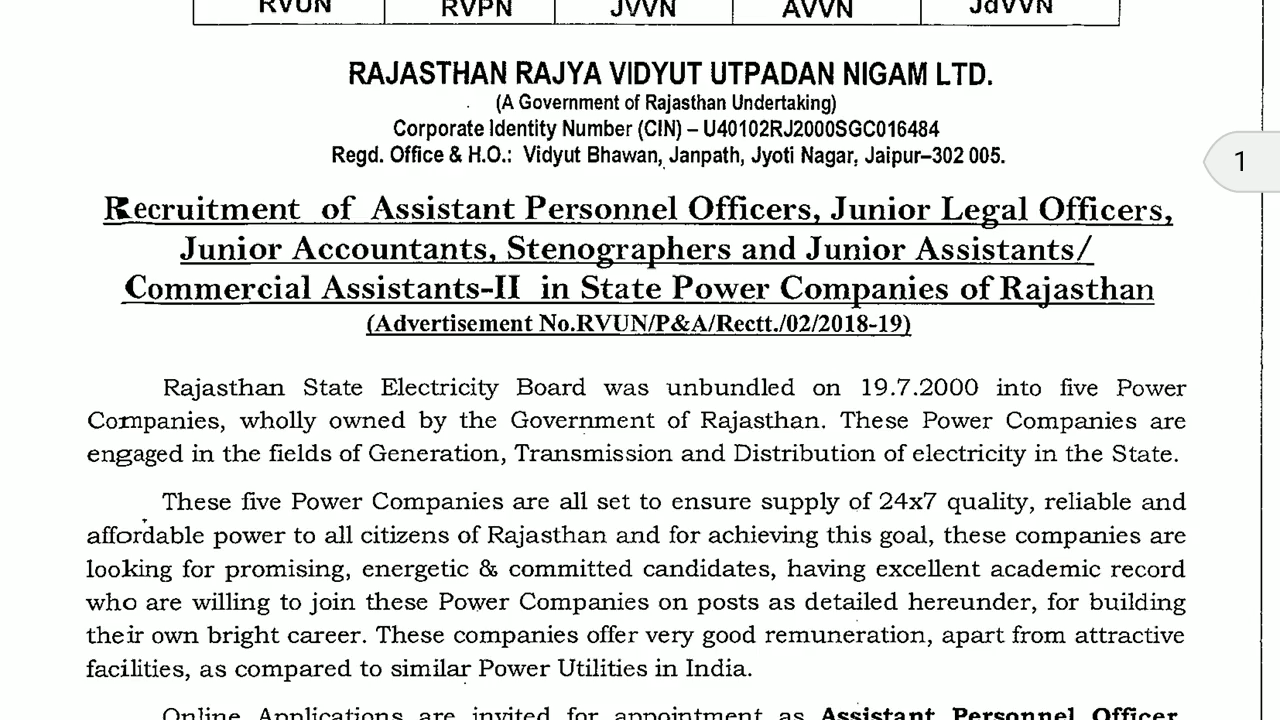 RVUN RVPN JVVN AVVN JdVVN
RAJASTHAN RAJYA VIDYUT UTPADAN NIGAM LTD.
(A Government of Rajasthan Undertaking)
Corporate Identity Number (CIN) – U40102RJ2000SGC016484
Regd. Office & H.O.: Vidyut Bhawan, Janpath, Jyoti Nagar, Jaipur–302 005.
1
Recruitment of Assistant Personnel Officers, Junior Legal Officers,
Junior Accountants, Stenographers and Junior Assistants/
Commercial Assistants-II in State Power Companies of Rajasthan
(Advertisement No.RVUN/P&A/Rectt./02/2018-19)
Rajasthan State Electricity Board was unbundled on 19.7.2000 into five Power
Companies, wholly owned by the Government of Rajasthan. These Power Companies are
engaged in the fields of Generation, Transmission and Distribution of electricity in the State.
These five Power Companies are all set to ensure supply of 24x7 quality, reliable and
affordable power to all citizens of Rajasthan and for achieving this goal, these companies are
looking for promising, energetic & committed candidates, having excellent academic record
who are willing to join these Power Companies on posts as detailed hereunder, for building
their own bright career. These companies offer very good remuneration, apart from attractive
facilities, as compared to similar Power Utilities in India.
Online Applications are invited for appointment as Assistant Personnel Officer,